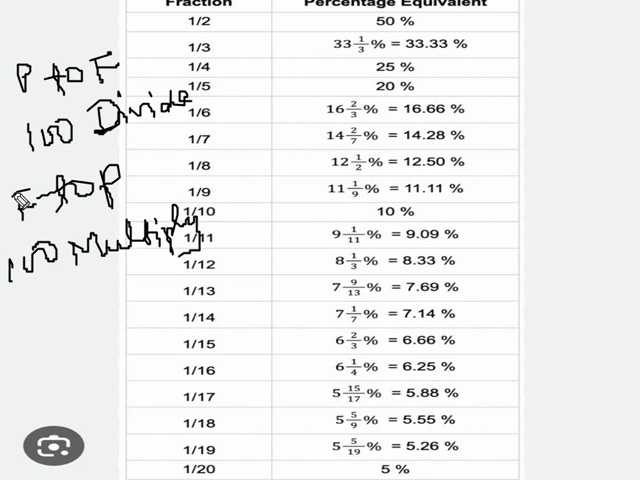 Fraction Percentage Equivalent
1/2 50 %
1/3 33 1/3 % = 33.33 %
1/4 25 %
1/5 20 %
1/6 16 2/3 % = 16.66 %
1/7 14 2/7 % = 14.28 %
1/8 12 1/2 % = 12.50 %
1/9 11 1/9 % = 11.11 %
1/10 10 %
1/11 9 1/11 % = 9.09 %
1/12 8 1/3 % = 8.33 %
1/13 7 9/13 % = 7.69 %
1/14 7 1/7 % = 7.14 %
1/15 6 2/3 % = 6.66 %
1/16 6 1/4 % = 6.25 %
1/17 5 15/17 % = 5.88 %
1/18 5 5/9 % = 5.55 %
1/19 5 5/19 % = 5.26 %
1/20 5 %
P to F
100 Divide
F to P
100 Multiply